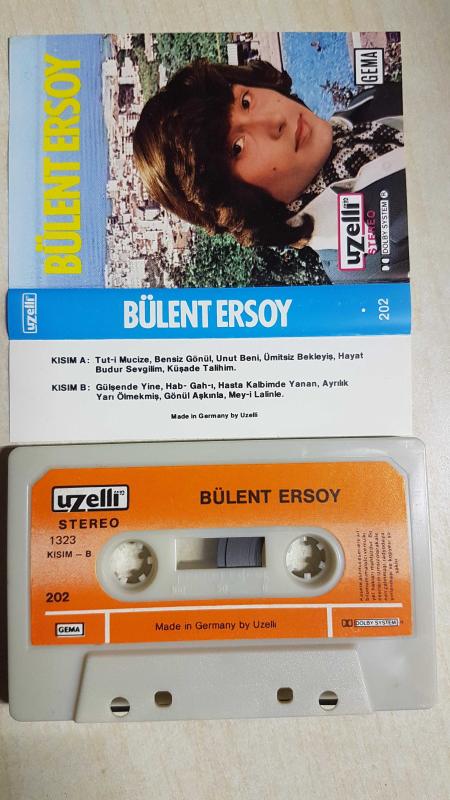 BÜLENT ERSOY
GEMA
uzelli
STEREO
DOLBY SYSTEM
uzelli
BÜLENT ERSOY
202
KISIM A: Tut-i Mucize, Bensiz Gönül, Unut Beni, Ümitsiz Bekleyiş, Hayat
Budur Sevgilim, Küşade Talihim.
KISIM B: Gülşende Yine, Hab- Gah-ı, Hasta Kalbimde Yanan, Ayrılık
Yarı Ölmekmiş, Gönül Aşkınla, Mey-i Lalinle.
Made in Germany by Uzelli
uzelli
BÜLENT ERSOY
STEREO
1323
KISIM – B
202
100 50
GEMA
Made in Germany by Uzelli
DOLBY SYSTEM